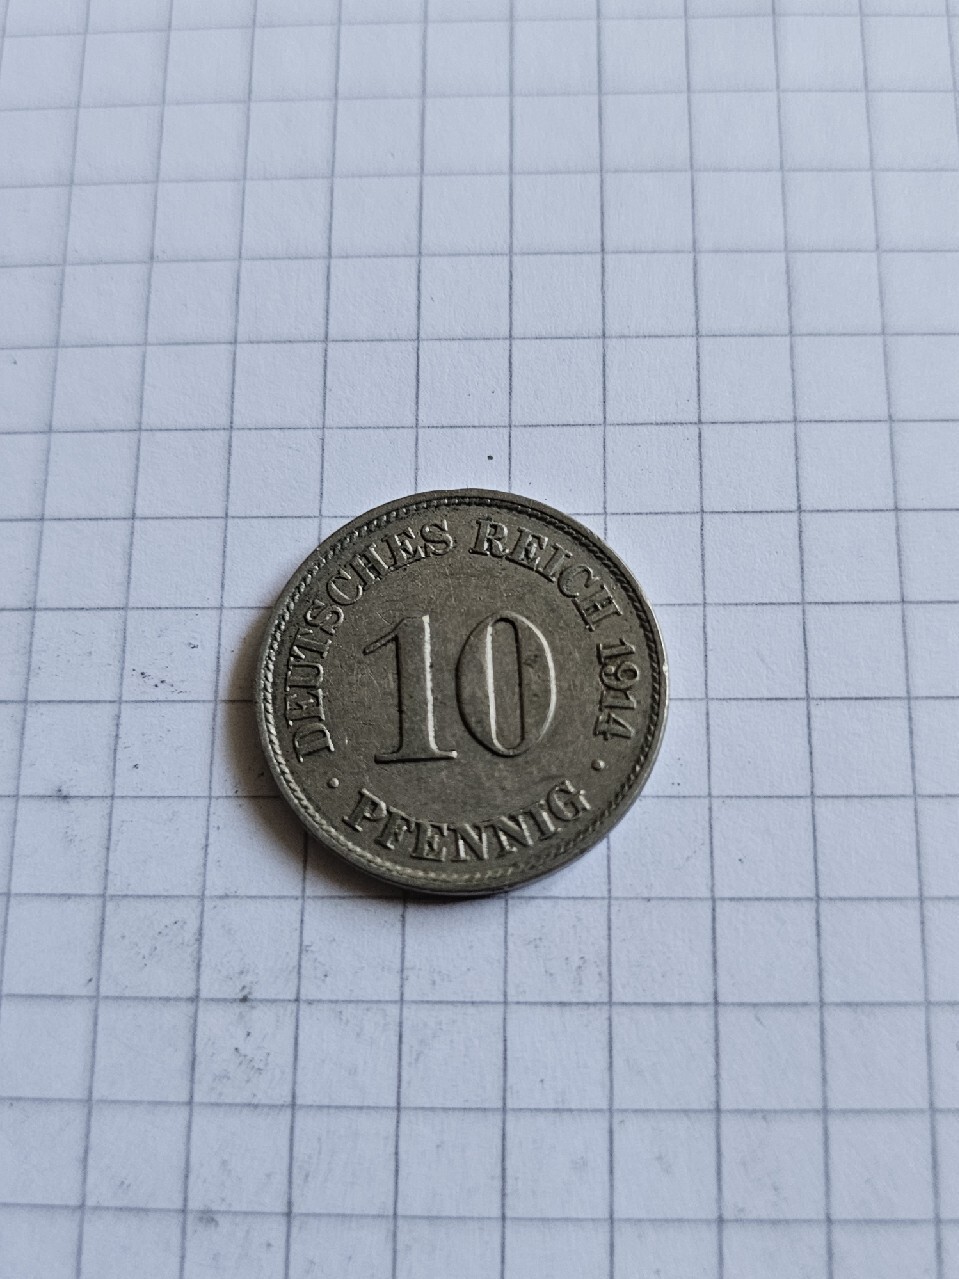 DEUTSCHES REICH 1914
10
· PFENNIG ·